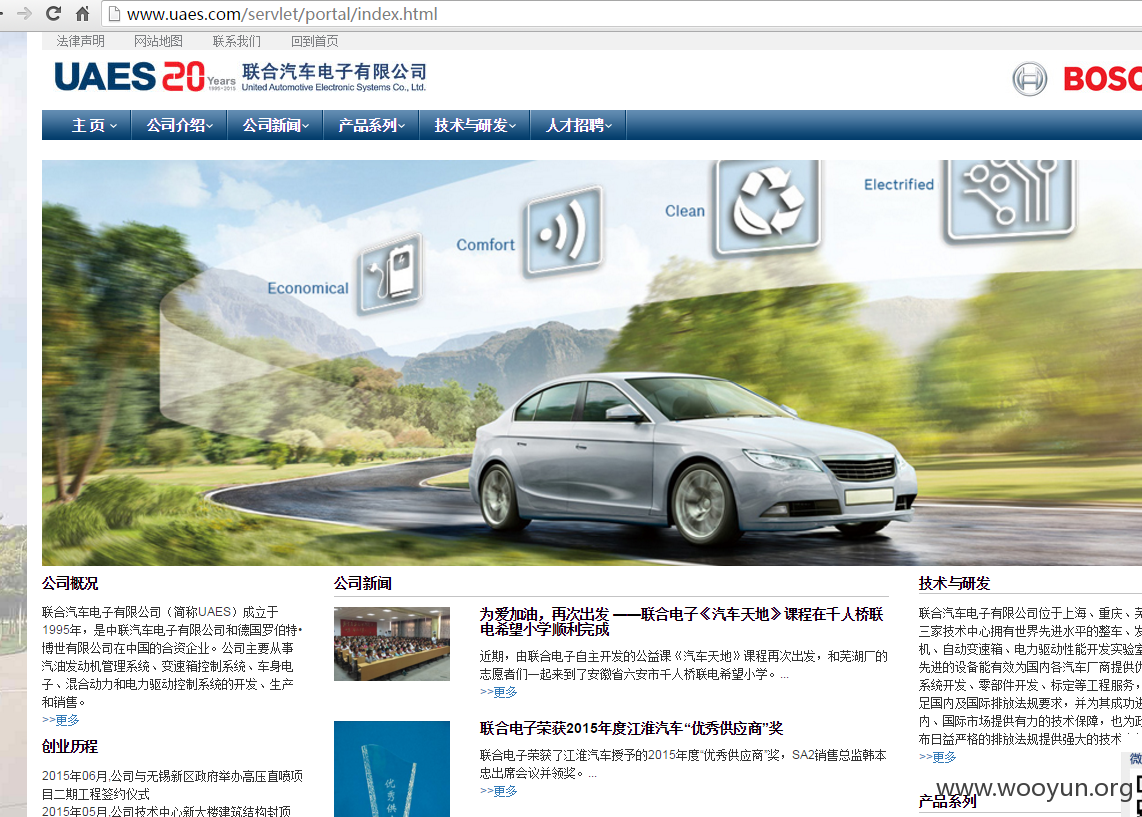 www.uaes.com/servlet/portal/index.html
法律声明 网站地图 联系我们 回到首页
UAES 20 Years 1995-2015 联合汽车电子有限公司
United Automotive Electronic Systems Co., Ltd.
BOSC
主 页 公司介绍 公司新闻 产品系列 技术与研发 人才招聘
Electrified
Clean
Comfort
Economical
公司概况
联合汽车电子有限公司（简称UAES）成立于
1995年，是中联汽车电子有限公司和德国罗伯特•
博世有限公司在中国的合资企业。公司主要从事
汽油发动机管理系统、变速箱控制系统、车身电
子、混合动力和电力驱动控制系统的开发、生产
和销售。
>>更多
创业历程
2015年06月,公司与无锡新区政府举办高压直喷项
目二期工程签约仪式
2015年05月,公司技术中心新大楼建筑结构封顶
公司新闻
为爱加油，再次出发 ——联合电子《汽车天地》课程在千人桥联
电希望小学顺利完成
近期，由联合电子自主开发的公益课《汽车天地》课程再次出发，和芜湖厂的
志愿者们一起来到了安徽省六安市千人桥联电希望小学。...
>>更多
联合电子荣获2015年度江淮汽车“优秀供应商”奖
联合电子荣获了江淮汽车授予的2015年度“优秀供应商”奖，SA2销售总监韩本
忠出席会议并领奖。...
>>更多
优秀供
技术与研发
联合汽车电子有限公司位于上海、重庆、芜
三家技术中心拥有世界先进水平的整车、发
机、自动变速箱、电力驱动性能开发实验室
先进的设备能有效为国内各汽车厂商提供优
系统开发、零部件开发、标定等工程服务，
足国内及国际排放法规要求，并为其成功进
内、国际市场提供有力的技术保障，也为政
布日益严格的排放法规提供强大的技术
>>更多
微
www.wooyun.org
产品系列